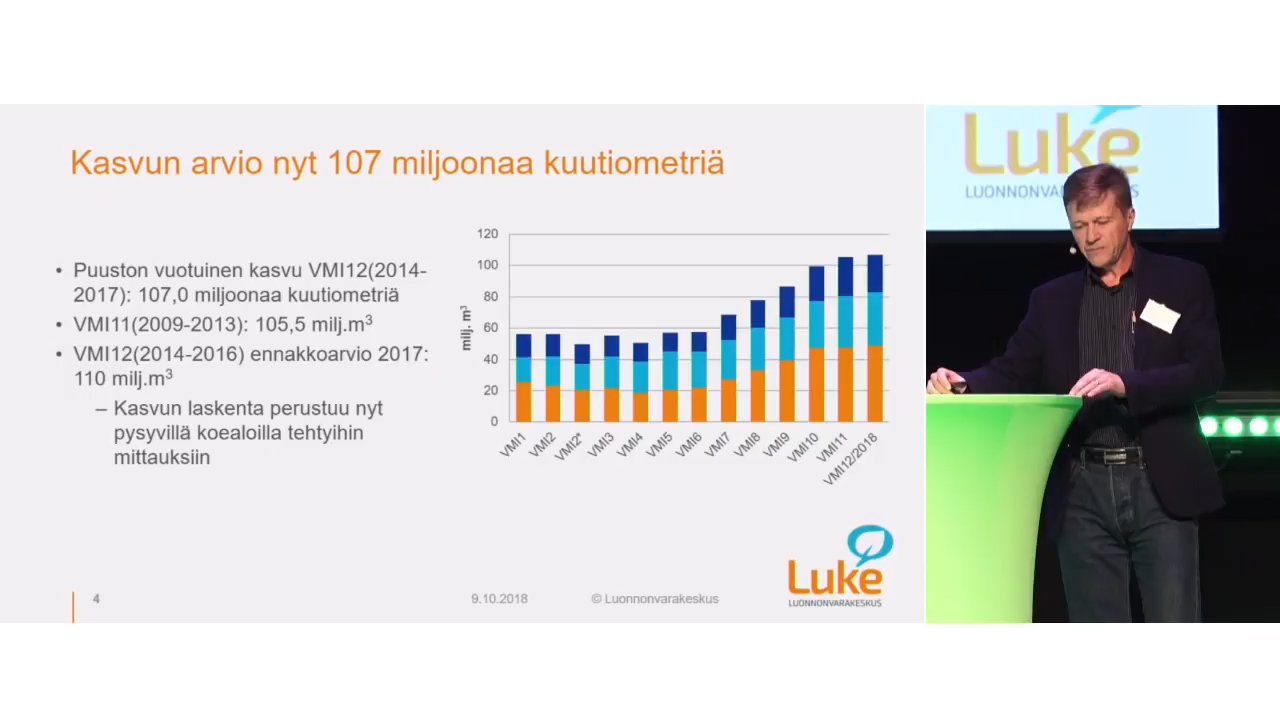 Kasvun arvio nyt 107 miljoonaa kuutiometriä
• Puuston vuotuinen kasvu VMI12(2014-
2017): 107,0 miljoonaa kuutiometriä
• VMI11(2009-2013): 105,5 milj.m³
• VMI12(2014-2016) ennakkoarvio 2017:
110 milj.m³
– Kasvun laskenta perustuu nyt
pysyvillä koealoilla tehtyihin
mittauksiin
milj. m³
120
100
80
60
40
20
0
VMI1
VMI2
VMI2*
VMI3
VMI4
VMI5
VMI6
VMI7
VMI8
VMI9
VMI10
VMI11
VMI12/2018
Luke
LUONNONVARAKESKUS
4
9.10.2018
© Luonnonvarakeskus
Luke